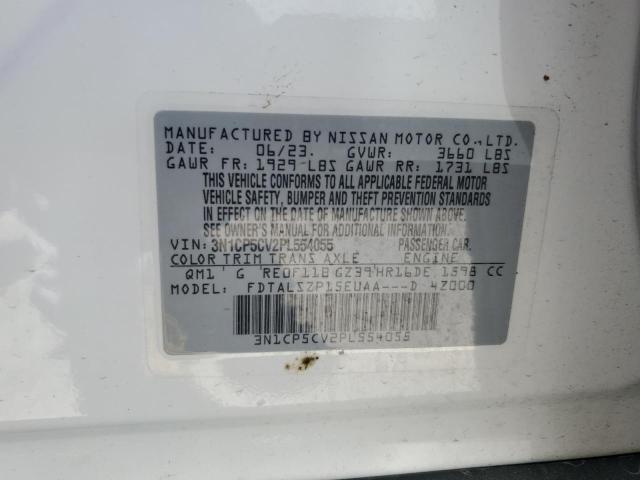 MANUFACTURED BY NISSAN MOTOR CO., LTD.
DATE: 06/23. GVWR: 3660 LBS
GAWR FR: 1929 LBS GAWR RR: 1731 LBS
THIS VEHICLE CONFORMS TO ALL APPLICABLE FEDERAL MOTOR
VEHICLE SAFETY, BUMPER AND THEFT PREVENTION STANDARDS
IN EFFECT ON THE DATE OF MANUFACTURE SHOWN ABOVE.
SEE OWNER'S MANUAL FOR ADDITIONAL INFORMATION.
VIN: 3N1CP5CV2PL554055 PASSENGER CAR.
COLOR TRIM TRANS AXLE ENGINE
QM1 G RE0F11B GZ39 HR16DE 1598 CC
MODEL: FDTALSZP15EUAA---D 4Z000
3N1CP5CV2PL554055